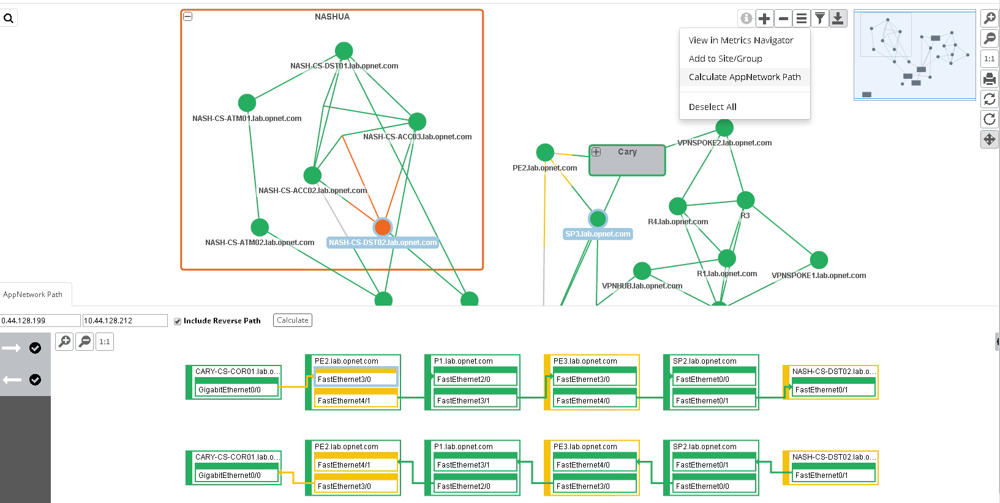 NASHUA
View in Metrics Navigator
Add to Site/Group
Calculate AppNetwork Path
Deselect All
1:1
NASH-CS-DST01.lab.opnet.com
NASH-CS-ATM01.lab.opnet.com
NASH-CS-ACC03.lab.opnet.com
VPNSPOKE2.lab.opnet.com
Cary
PE2.lab.opnet.com
NASH-CS-ACC02.lab.opnet.com
R3
R4.lab.opnet.com
SP3.lab.opnet.com
NASH-CS-ATM02.lab.opnet.com
NASH-CS-DST02.lab.opnet.com
R1.lab.opnet.com
VPNSPOKE1.lab.opnet.com
VPNHUB.lab.opnet.com
AppNetwork Path
0.44.128.199
10.44.128.212
Include Reverse Path
Calculate
1:1
CARY-CS-COR01.lab.o...
GigabitEthernet0/0
PE2.lab.opnet.com
FastEthernet3/0
FastEthernet4/1
P1.lab.opnet.com
FastEthernet2/0
FastEthernet3/1
PE3.lab.opnet.com
FastEthernet3/0
FastEthernet4/0
SP2.lab.opnet.com
FastEthernet0/0
FastEthernet0/1
NASH-CS-DST02.lab.o...
FastEthernet0/1
CARY-CS-COR01.lab.o...
GigabitEthernet0/0
PE2.lab.opnet.com
FastEthernet4/1
FastEthernet3/0
P1.lab.opnet.com
FastEthernet3/1
FastEthernet2/0
PE3.lab.opnet.com
FastEthernet4/0
FastEthernet3/0
SP2.lab.opnet.com
FastEthernet0/1
FastEthernet0/0
NASH-CS-DST02.lab.o...
FastEthernet0/1